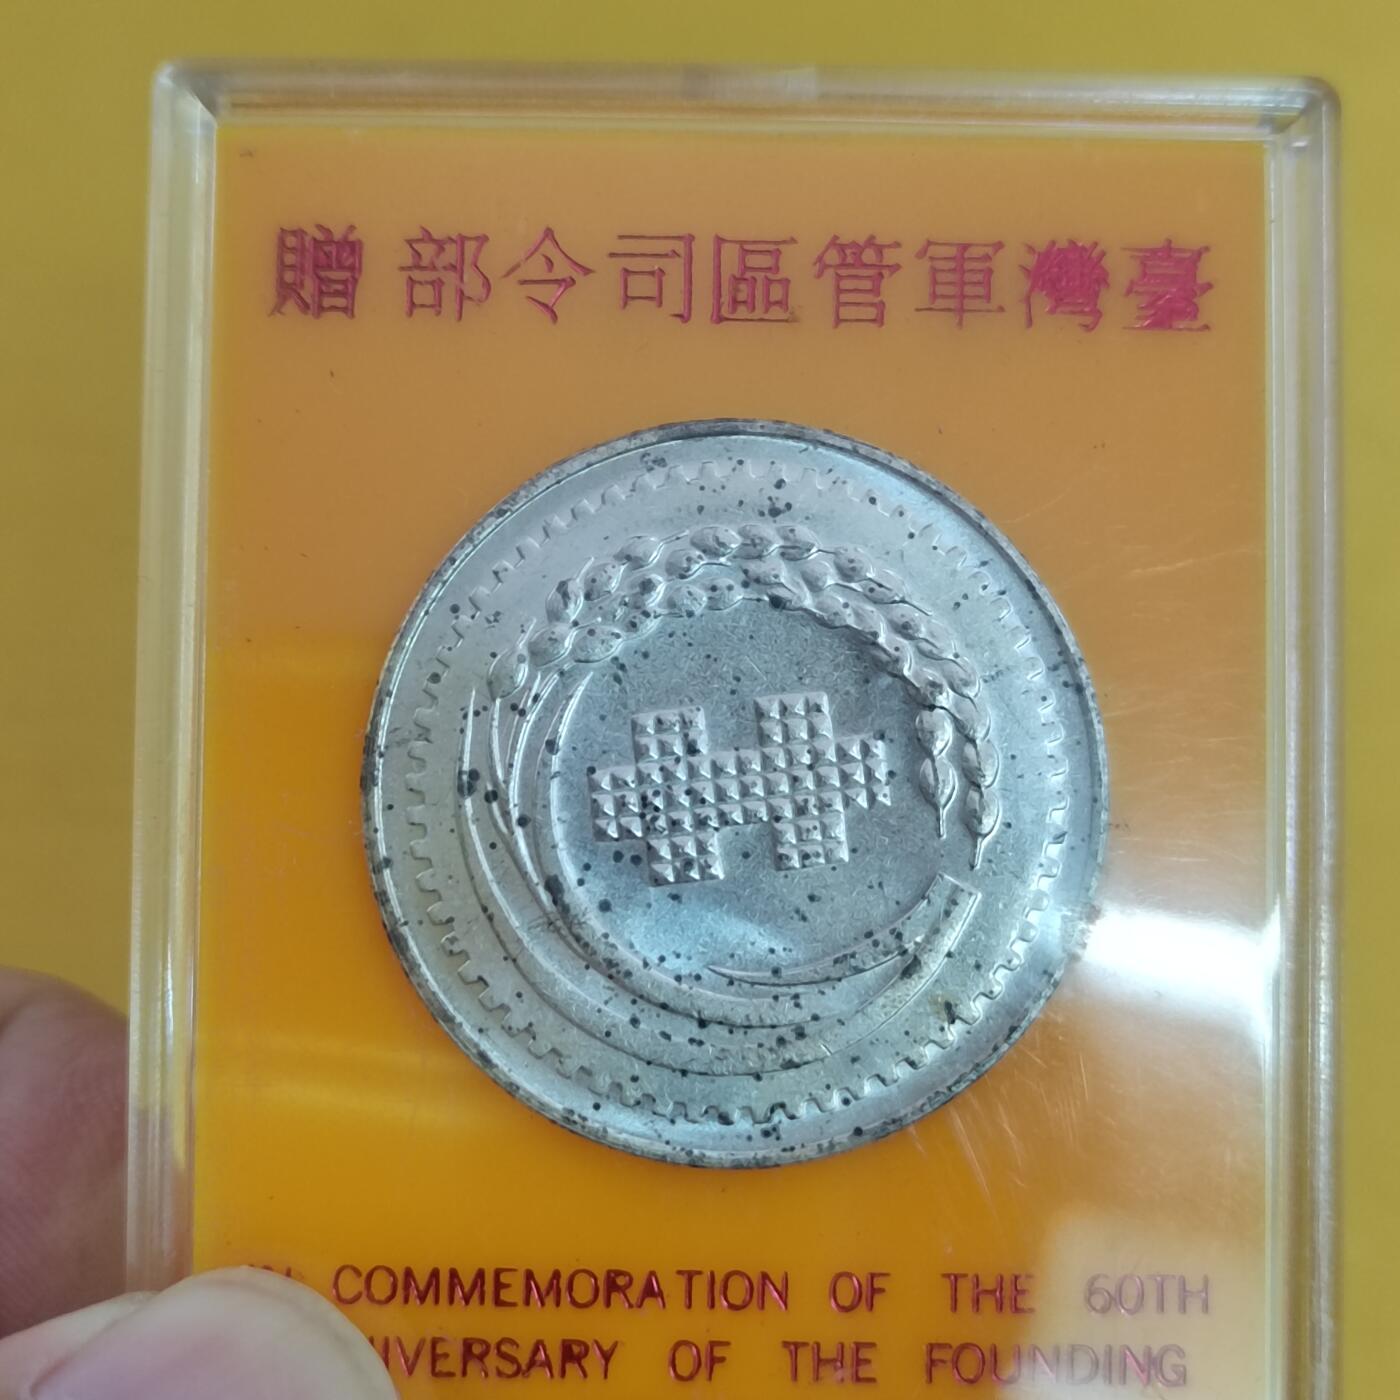 臺灣軍管區司令部 贈
COMMEMORATION OF THE 60TH
OF THE FOUNDING